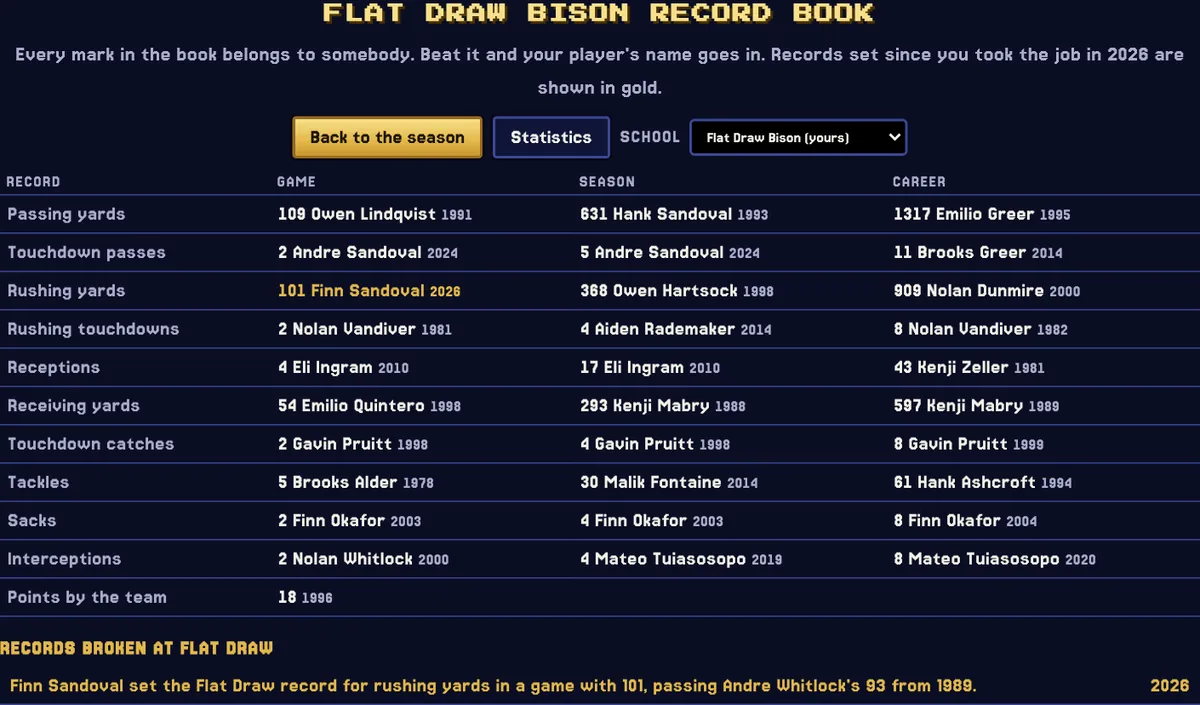 FLAT DRAW BISON RECORD BOOK
Every mark in the book belongs to somebody. Beat it and your player's name goes in. Records set since you took the job in 2026 are
shown in gold.
Back to the season Statistics SCHOOL Flat Draw Bison (yours)
RECORD GAME SEASON CAREER
Passing yards 109 Owen Lindqvist 1991 631 Hank Sandoval 1993 1317 Emilio Greer 1995
Touchdown passes 2 Andre Sandoval 2024 5 Andre Sandoval 2024 11 Brooks Greer 2014
Rushing yards 101 Finn Sandoval 2026 368 Owen Hartsock 1998 909 Nolan Dunmire 2000
Rushing touchdowns 2 Nolan Vandiver 1981 4 Aiden Rademaker 2014 8 Nolan Vandiver 1982
Receptions 4 Eli Ingram 2010 17 Eli Ingram 2010 43 Kenji Zeller 1981
Receiving yards 54 Emilio Quintero 1998 293 Kenji Mabry 1988 597 Kenji Mabry 1989
Touchdown catches 2 Gavin Pruitt 1998 4 Gavin Pruitt 1998 8 Gavin Pruitt 1999
Tackles 5 Brooks Alder 1978 30 Malik Fontaine 2014 61 Hank Ashcroft 1994
Sacks 2 Finn Okafor 2003 4 Finn Okafor 2003 8 Finn Okafor 2004
Interceptions 2 Nolan Whitlock 2000 4 Mateo Tuiasosopo 2019 8 Mateo Tuiasosopo 2020
Points by the team 18 1996
RECORDS BROKEN AT FLAT DRAW
Finn Sandoval set the Flat Draw record for rushing yards in a game with 101, passing Andre Whitlock's 93 from 1989. 2026